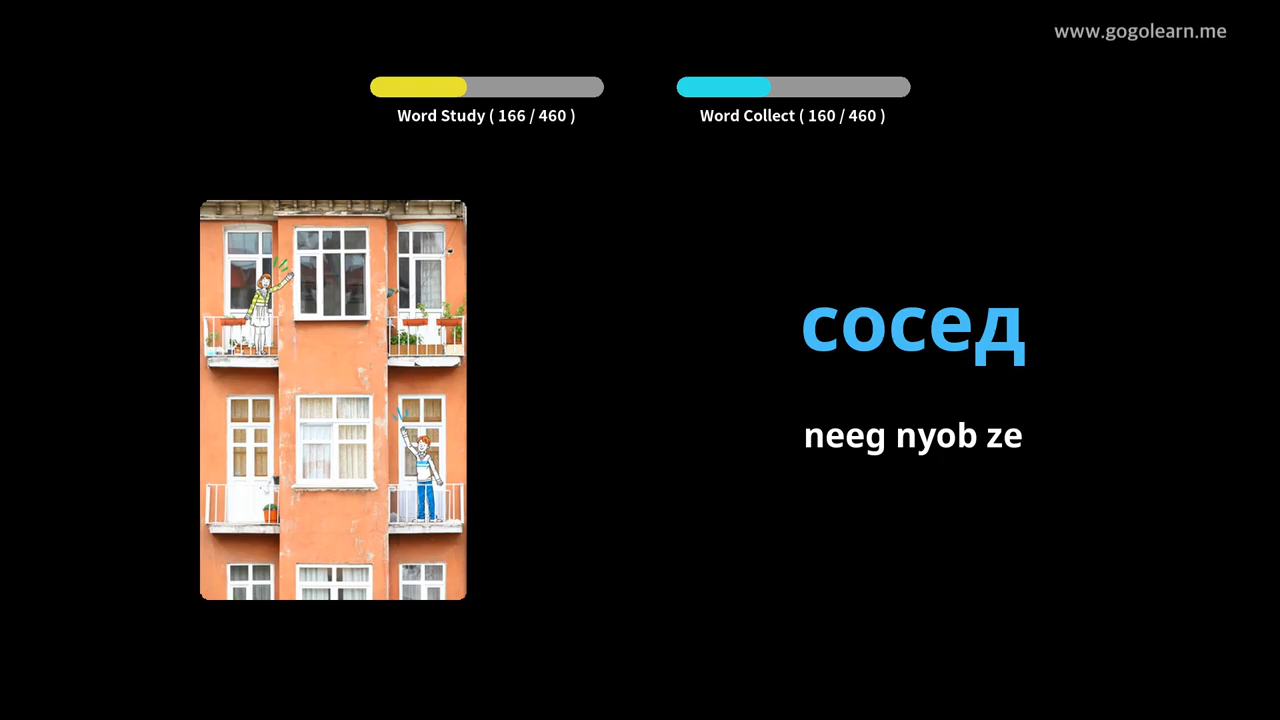 www.gogolearn.me
Word Study ( 166 / 460 )
Word Collect ( 160 / 460 )
сосед
neeg nyob ze